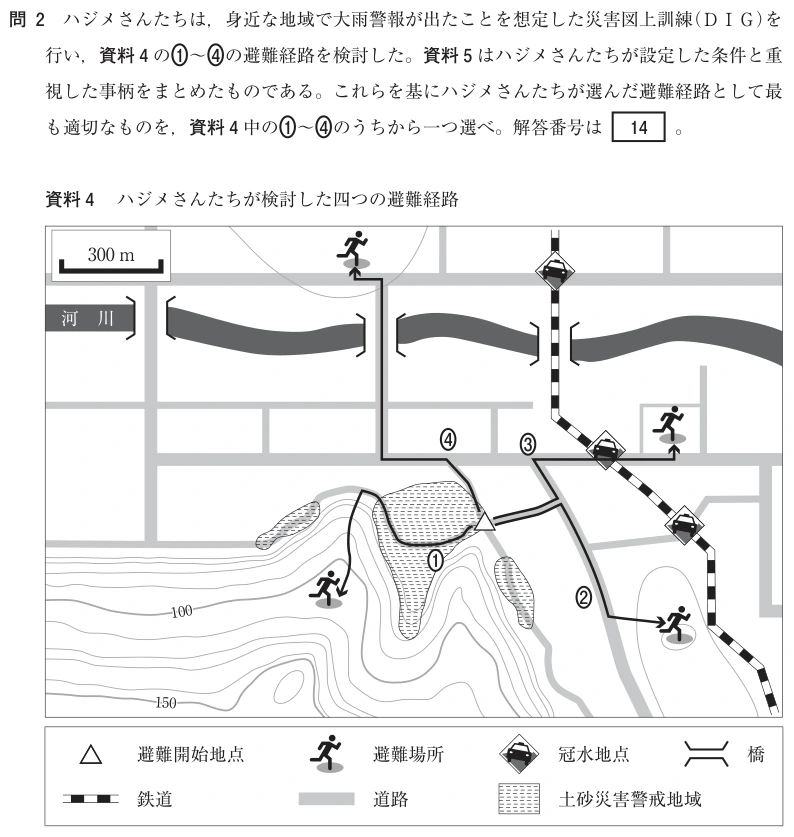 問 2 ハジメさんたちは，身近な地域で大雨警報が出たことを想定した災害図上訓練(ＤＩＧ)を
行い，資料 4 の①～④の避難経路を検討した。資料 5 はハジメさんたちが設定した条件と重
視した事柄をまとめたものである。これらを基にハジメさんたちが選んだ避難経路として最
も適切なものを，資料 4 中の①～④のうちから一つ選べ。解答番号は 14 。
資料 4 ハジメさんたちが検討した四つの避難経路
300 m
河 川
④
③
①
②
100
150
避難開始地点
避難場所
冠水地点
橋
鉄道
道路
土砂災害警戒地域